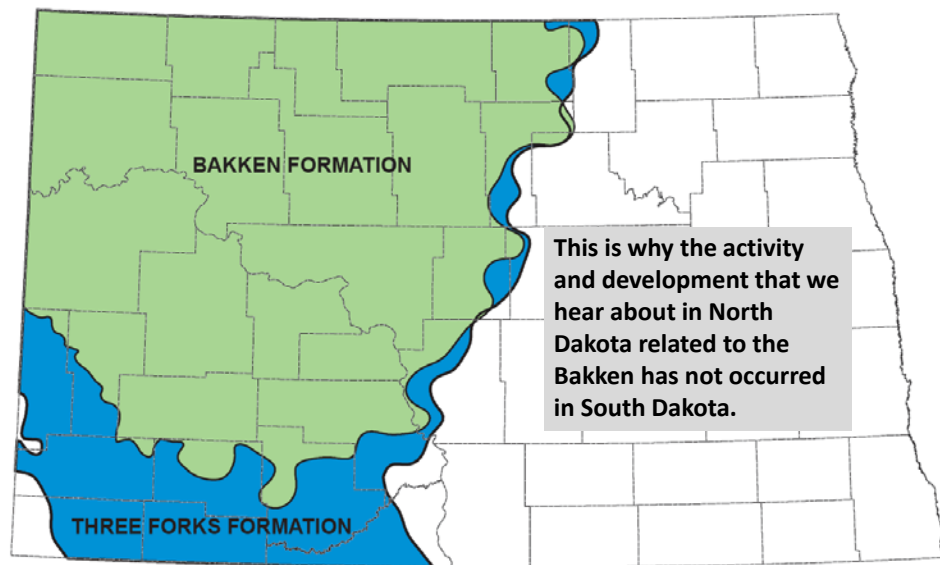 BAKKEN FORMATION
This is why the activity
and development that we
hear about in North
Dakota related to the
Bakken has not occurred
in South Dakota.
THREE FORKS FORMATION